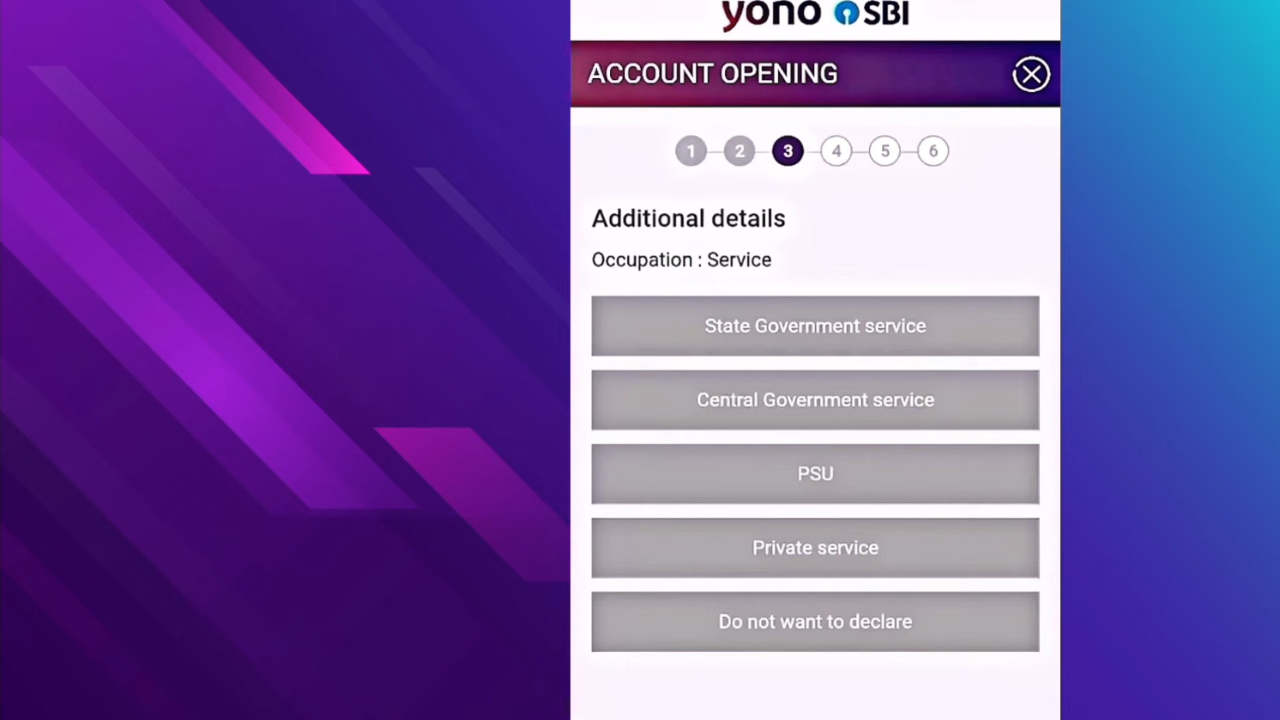 yono SBI
ACCOUNT OPENING
1 2 3 4 5 6
Additional details
Occupation : Service
State Government service
Central Government service
PSU
Private service
Do not want to declare